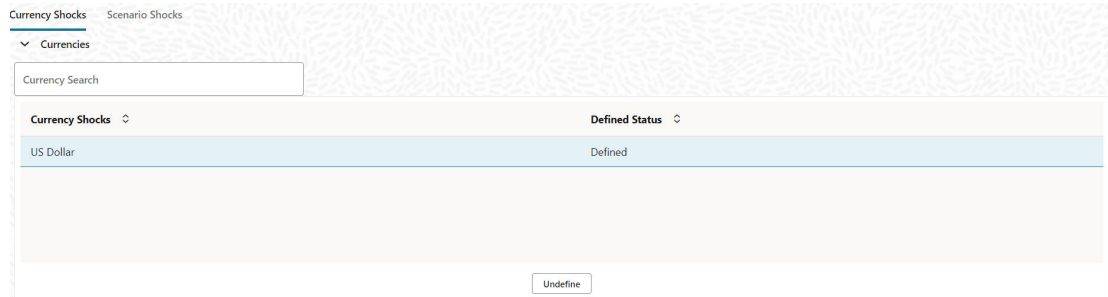 Currency Shocks Scenario Shocks
Currencies
Currency Search
Currency Shocks Defined Status
US Dollar Defined
Undefine